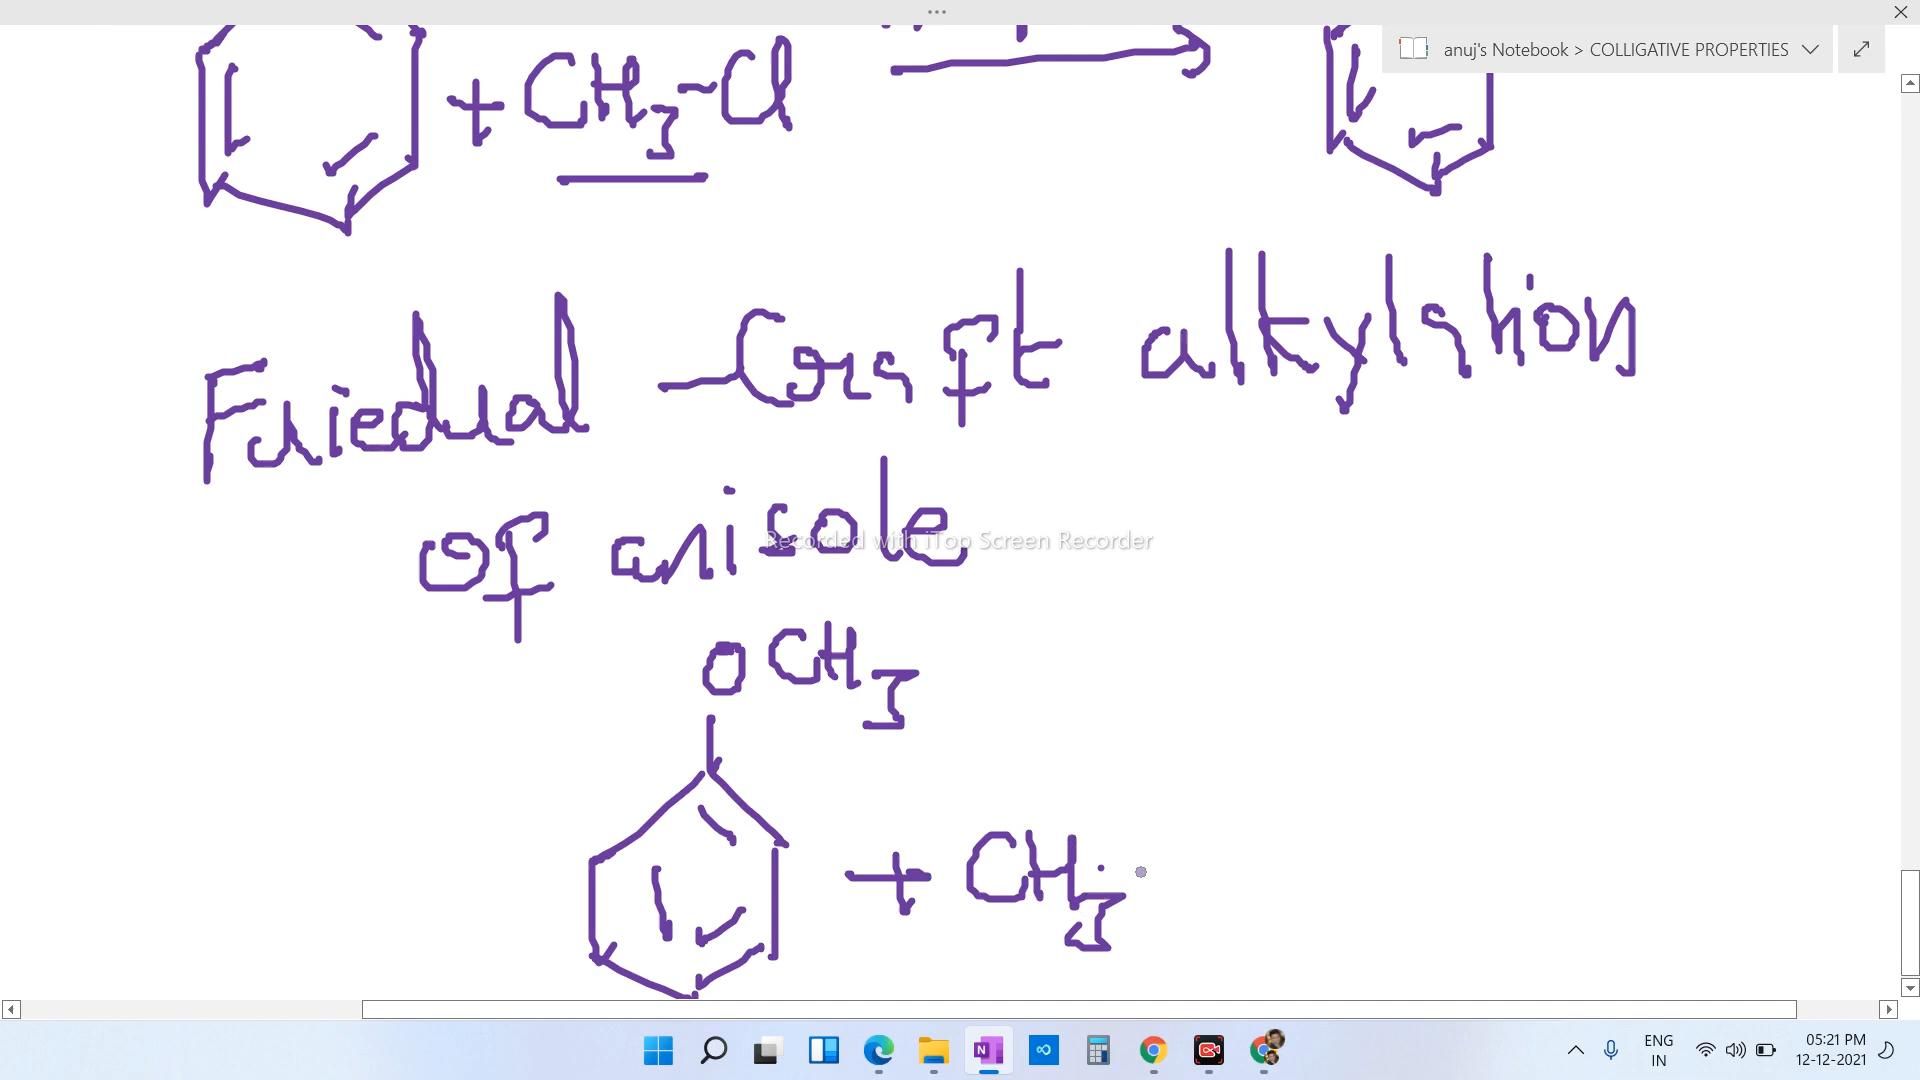 anuj's Notebook > COLLIGATIVE PROPERTIES
+ CH3-Cl
Friedual - Craft alkylation
of anisole
Recorded with iTop Screen Recorder
OCH3
+ CH3
ENG
IN
05:21 PM
12-12-2021